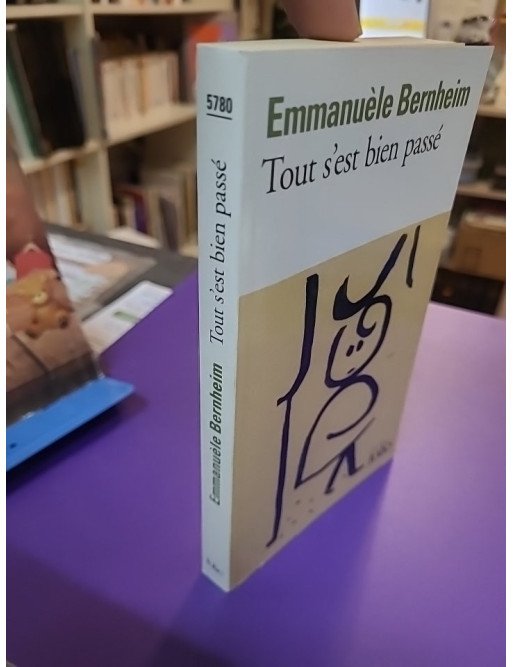 5780
Emmanuèle Bernheim
Tout s'est bien passé
Emmanuèle Bernheim Tout s'est bien passé